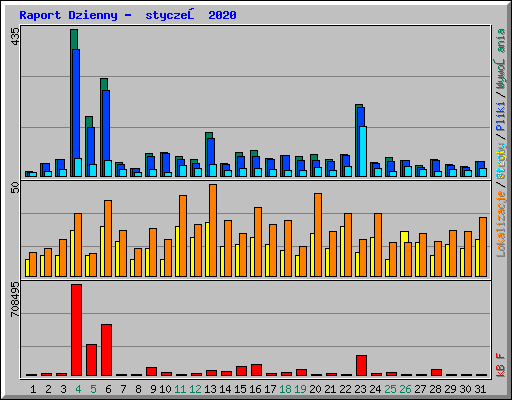 Raport Dzienny - styczeĹ 2020
435
50
708495
Wywołania / Pliki / Strony
Lokalizacje /
kB F
1 2 3 4 5 6 7 8 9 10 11 12 13 14 15 16 17 18 19 20 21 22 23 24 25 26 27 28 29 30 31